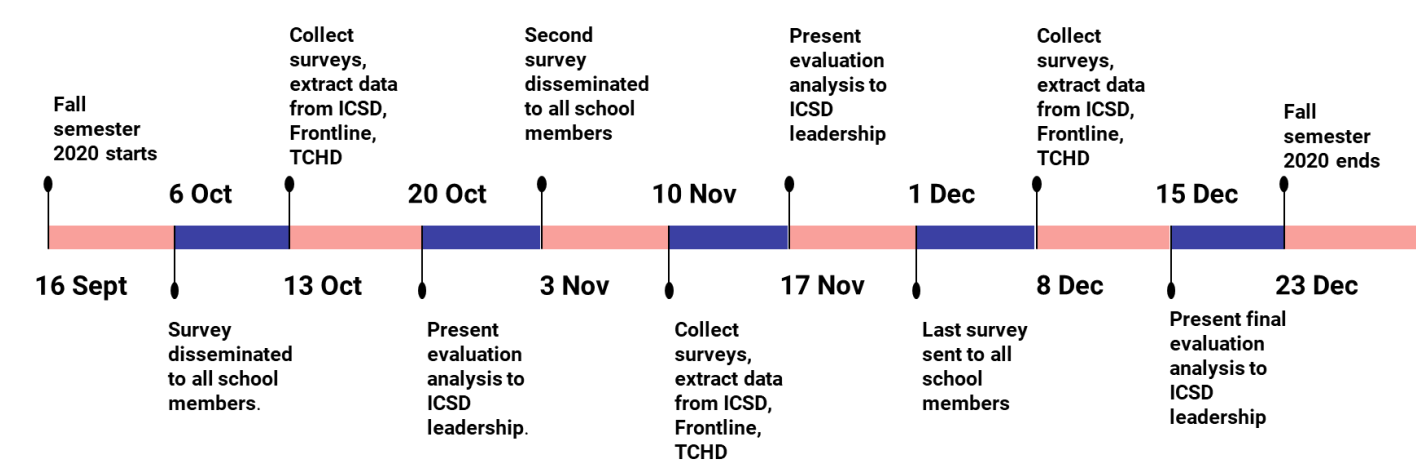 Fall
semester
2020 starts
16 Sept
6 Oct
Survey
disseminated
to all school
members.
Collect
surveys,
extract data
from ICSD,
Frontline,
TCHD
13 Oct
20 Oct
Present
evaluation
analysis to
ICSD
leadership.
Second
survey
disseminated
to all school
members
3 Nov
10 Nov
Collect
surveys,
extract data
from ICSD,
Frontline,
TCHD
Present
evaluation
analysis to
ICSD
leadership
17 Nov
1 Dec
Last survey
sent to all
school
members
Collect
surveys,
extract data
from ICSD,
Frontline,
TCHD
8 Dec
15 Dec
Present final
evaluation
analysis to
ICSD
leadership
Fall
semester
2020 ends
23 Dec